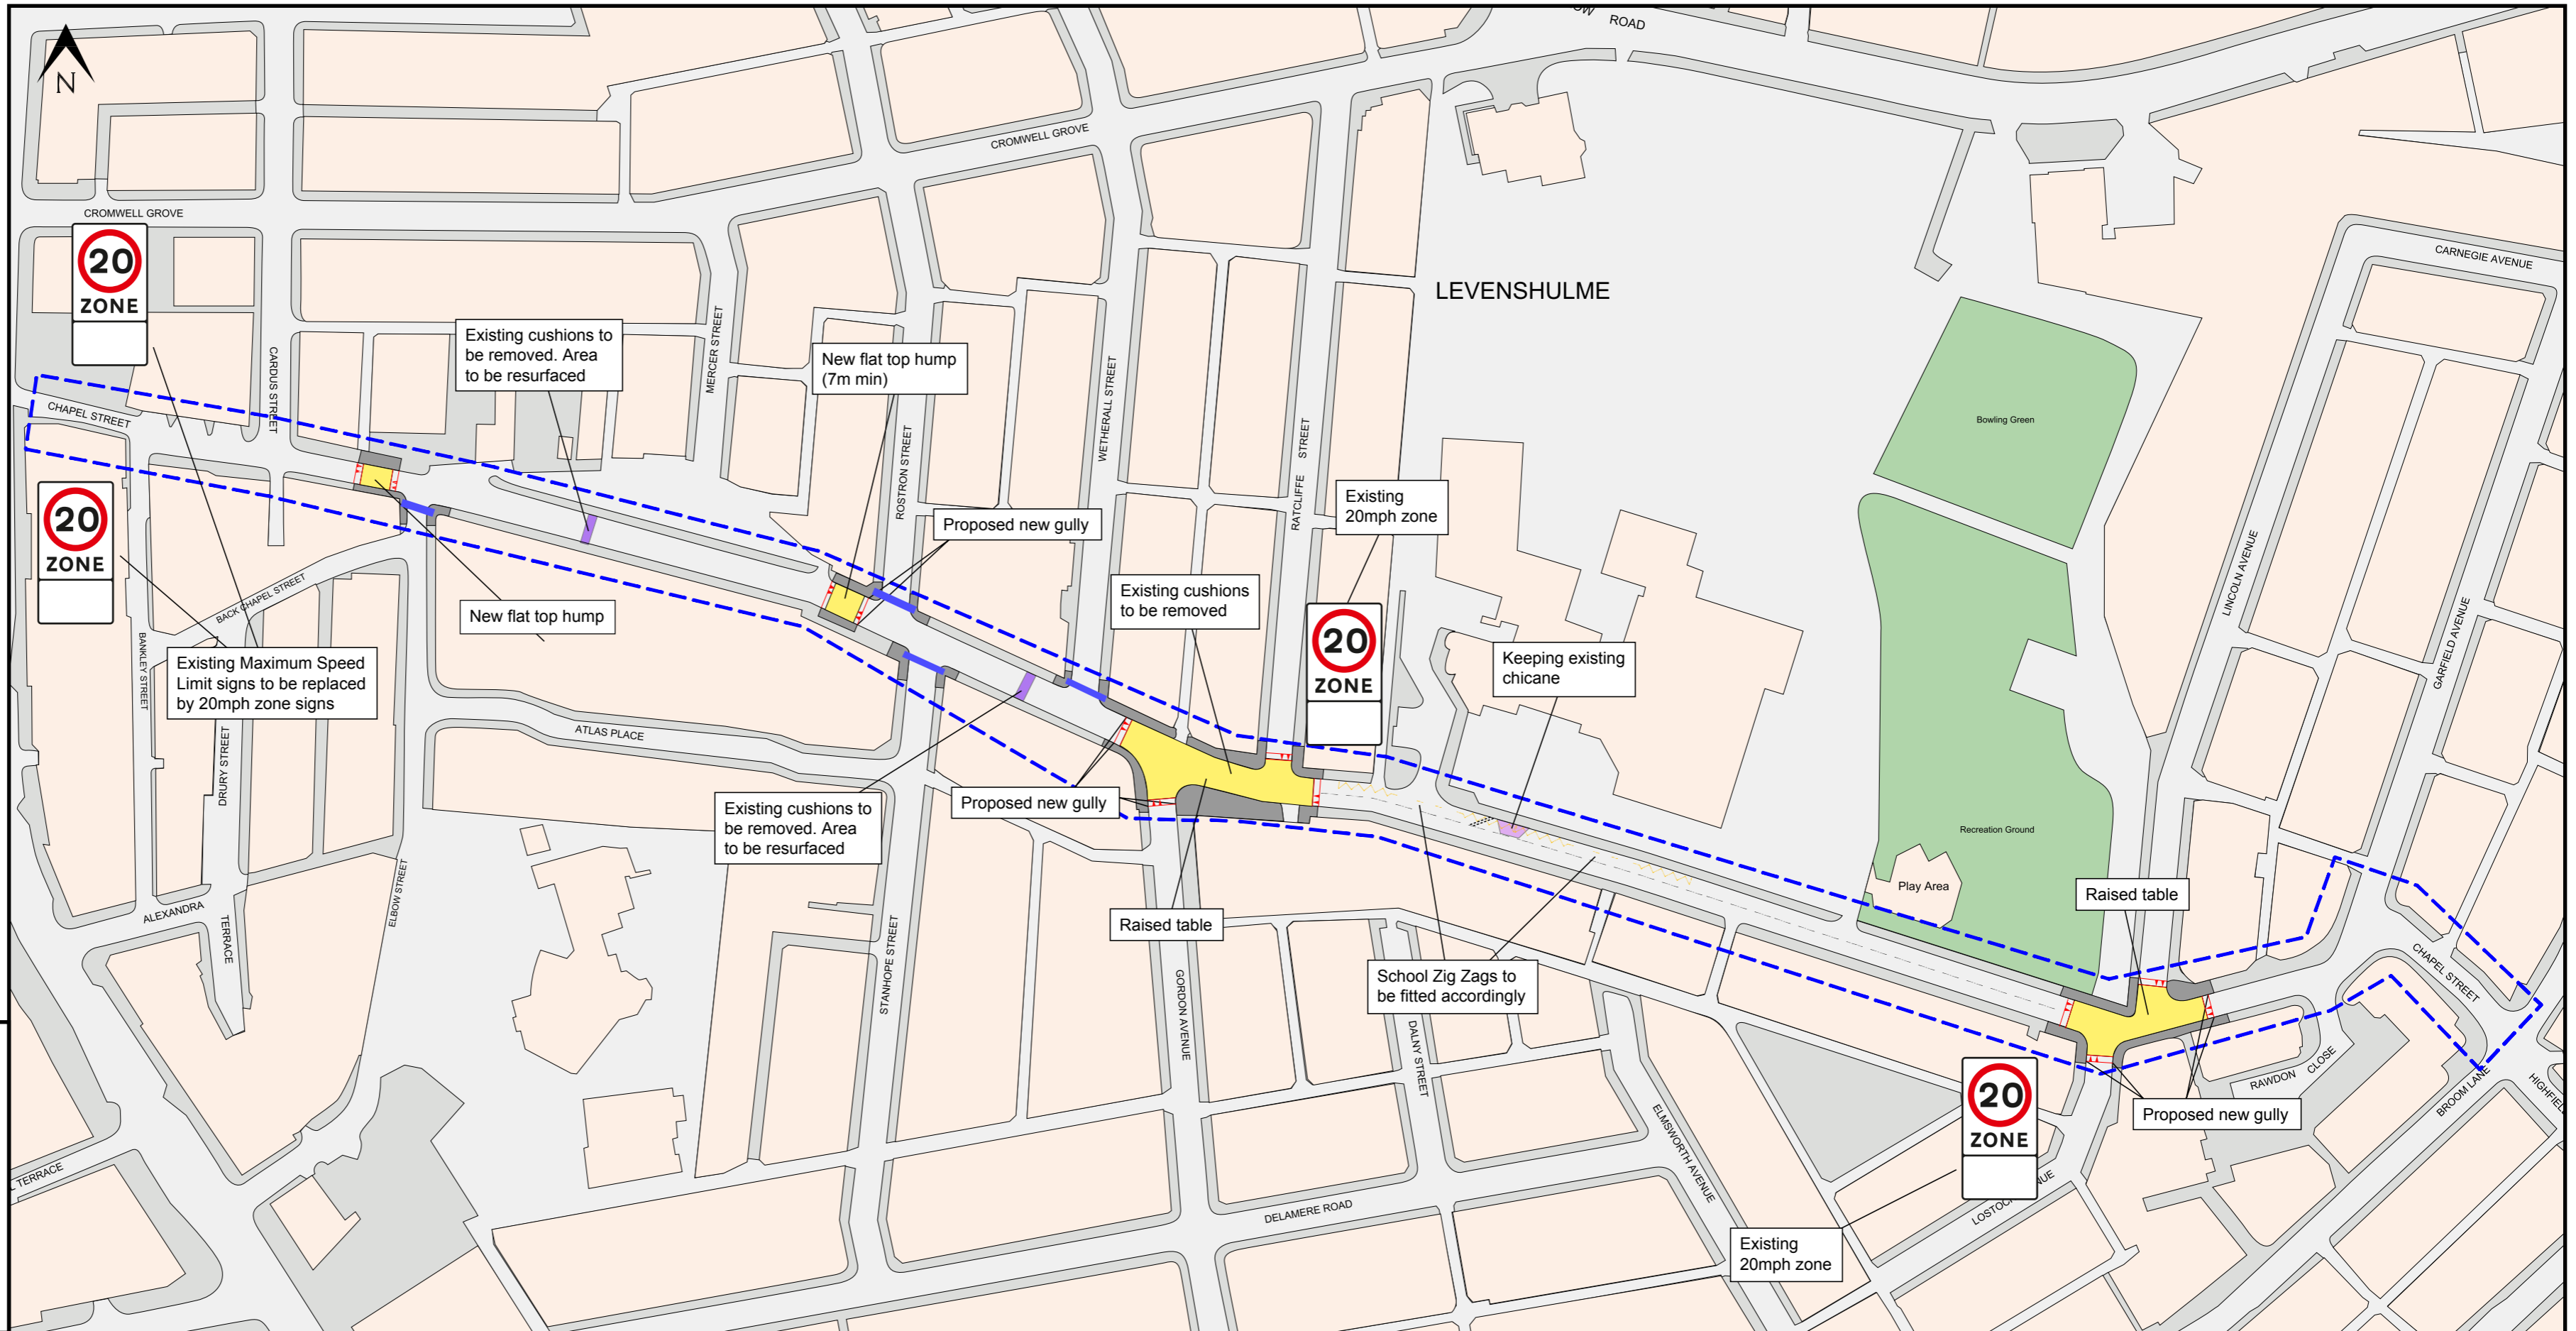 ROAD
N
CROMWELL GROVE
CROMWELL GROVE
20
ZONE
CARNEGIE AVENUE
LEVENSHULME
MERCER STREET
CARDUS STREET
Existing cushions to
be removed. Area
to be resurfaced
New flat top hump
(7m min)
WETHERALL STREET
CHAPEL STREET
Bowling Green
ROSTRON STREET
RATCLIFFE STREET
Existing
20mph zone
20
ZONE
Proposed new gully
LINCOLN AVENUE
BACK CHAPEL STREET
New flat top hump
Existing cushions
to be removed
20
ZONE
Keeping existing
chicane
GARFIELD AVENUE
Existing Maximum Speed
Limit signs to be replaced
by 20mph zone signs
BANKLEY STREET
ATLAS PLACE
DRURY STREET
Proposed new gully
Existing cushions to
be removed. Area
to be resurfaced
Recreation Ground
Play Area
Raised table
ELBOW STREET
ALEXANDRA
TERRACE
Raised table
STANHOPE STREET
GORDON AVENUE
School Zig Zags to
be fitted accordingly
CHAPEL STREET
DALNY STREET
RAWDON CLOSE
BROOM LANE
20
ZONE
Proposed new gully
ELMSWORTH AVENUE
TERRACE
DELAMERE ROAD
Existing
20mph zone